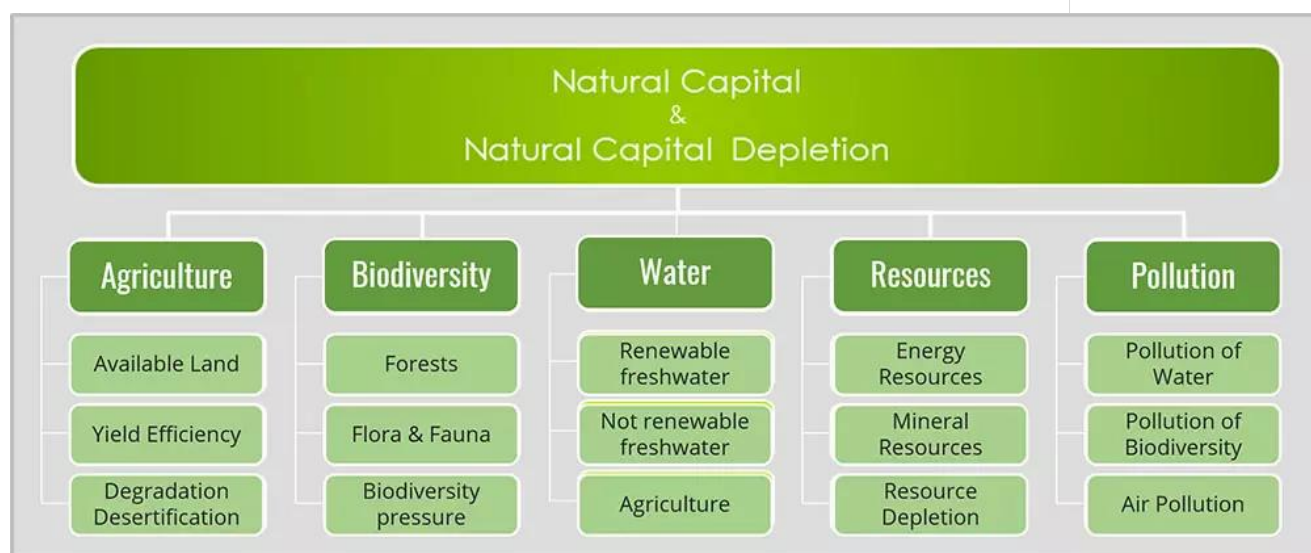 Natural Capital
&
Natural Capital Depletion
Agriculture
Available Land
Yield Efficiency
Degradation
Desertification
Biodiversity
Forests
Flora & Fauna
Biodiversity
pressure
Water
Renewable
freshwater
Not renewable
freshwater
Agriculture
Resources
Energy
Resources
Mineral
Resources
Resource
Depletion
Pollution
Pollution of
Water
Pollution of
Biodiversity
Air Pollution